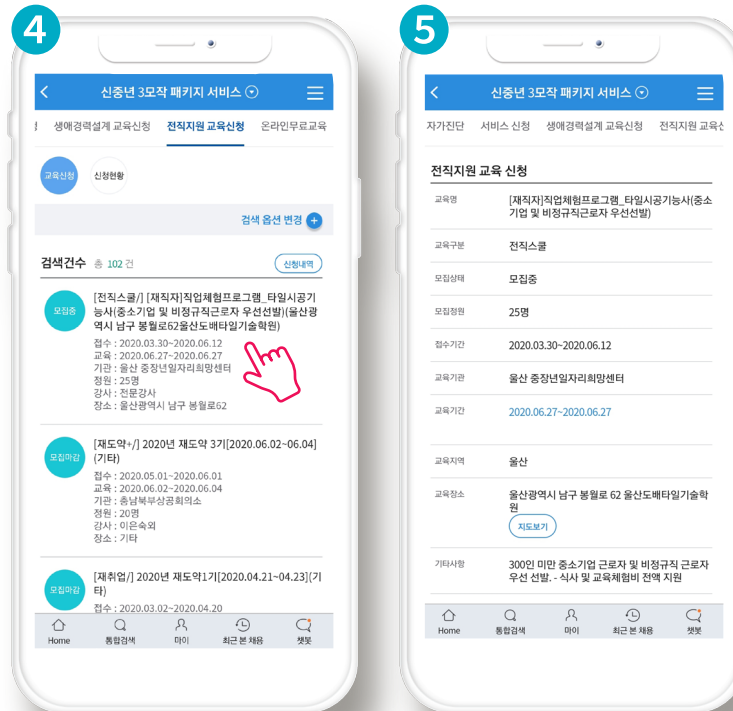 4
신중년 3모작 패키지 서비스
생애경력설계 교육신청 전직지원 교육신청 온라인무료교육
교육신청 신청현황
검색 옵션 변경 +
검색건수 총 102 건 신청내역
모집중
[전직스쿨/] [재직자]직업체험프로그램_타일시공기
능사(중소기업 및 비정규직근로자 우선선발)(울산광
역시 남구 봉월로62울산도배타일기술학원)
접수 : 2020.03.30~2020.06.12
교육 : 2020.06.27~2020.06.27
기관 : 울산 중장년일자리희망센터
정원 : 25명
강사 : 전문강사
장소 : 울산광역시 남구 봉월로62
모집마감
[재도약+/] 2020년 재도약 3기[2020.06.02~06.04]
(기타)
접수 : 2020.05.01~2020.06.01
교육 : 2020.06.02~2020.06.04
기관 : 충남북부상공회의소
정원 : 20명
강사 : 이은숙외
장소 : 기타
모집마감
[재취업/] 2020년 재도약1기[2020.04.21~04.23](기
타)
접수 : 2020.03.02~2020.04.20
Home 통합검색 마이 최근 본 채용 챗봇
5
신중년 3모작 패키지 서비스
자가진단 서비스 신청 생애경력설계 교육신청 전직지원 교육신
전직지원 교육 신청
교육명 [재직자]직업체험프로그램_타일시공기능사(중소
기업 및 비정규직근로자 우선선발)
교육구분 전직스쿨
모집상태 모집중
모집정원 25명
접수기간 2020.03.30~2020.06.12
교육기관 울산 중장년일자리희망센터
교육기간 2020.06.27~2020.06.27
교육지역 울산
교육장소 울산광역시 남구 봉월로 62 울산도배타일기술학
원
지도보기
기타사항 300인 미만 중소기업 근로자 및 비정규직 근로자
우선 선발. - 식사 및 교육체험비 전액 지원
Home 통합검색 마이 최근 본 채용 챗봇